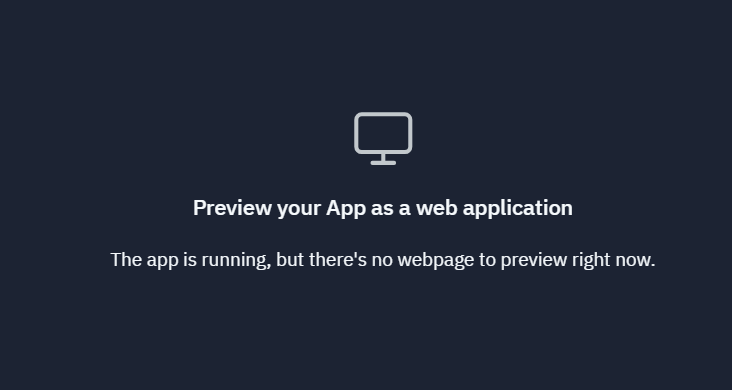 Preview your App as a web application
The app is running, but there's no webpage to preview right now.